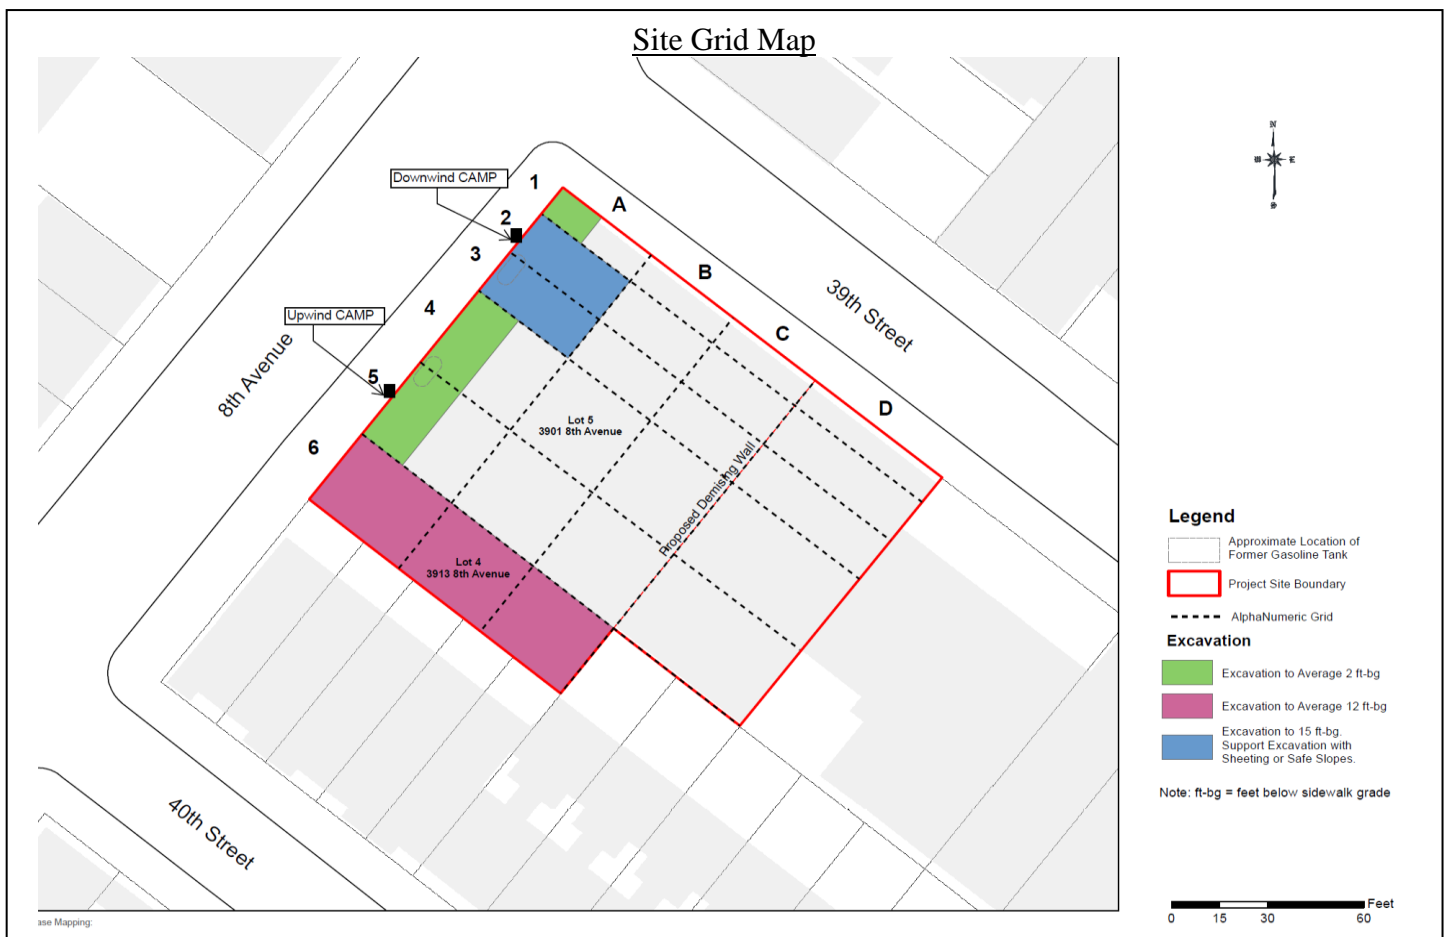 Site Grid Map
N
Downwind CAMP
1
A
2
3
B
4
39th Street
C
Upwind CAMP
8th Avenue
5
D
Lot 5
3901 8th Avenue
6
Proposed Demising Wall
Lot 4
3913 8th Avenue
40th Street
Legend
Approximate Location of
Former Gasoline Tank
Project Site Boundary
AlphaNumeric Grid
Excavation
Excavation to Average 2 ft-bg
Excavation to Average 12 ft-bg
Excavation to 15 ft-bg.
Support Excavation with
Sheeting or Safe Slopes.
Note: ft-bg = feet below sidewalk grade
Feet
0 15 30 60
ase Mapping: